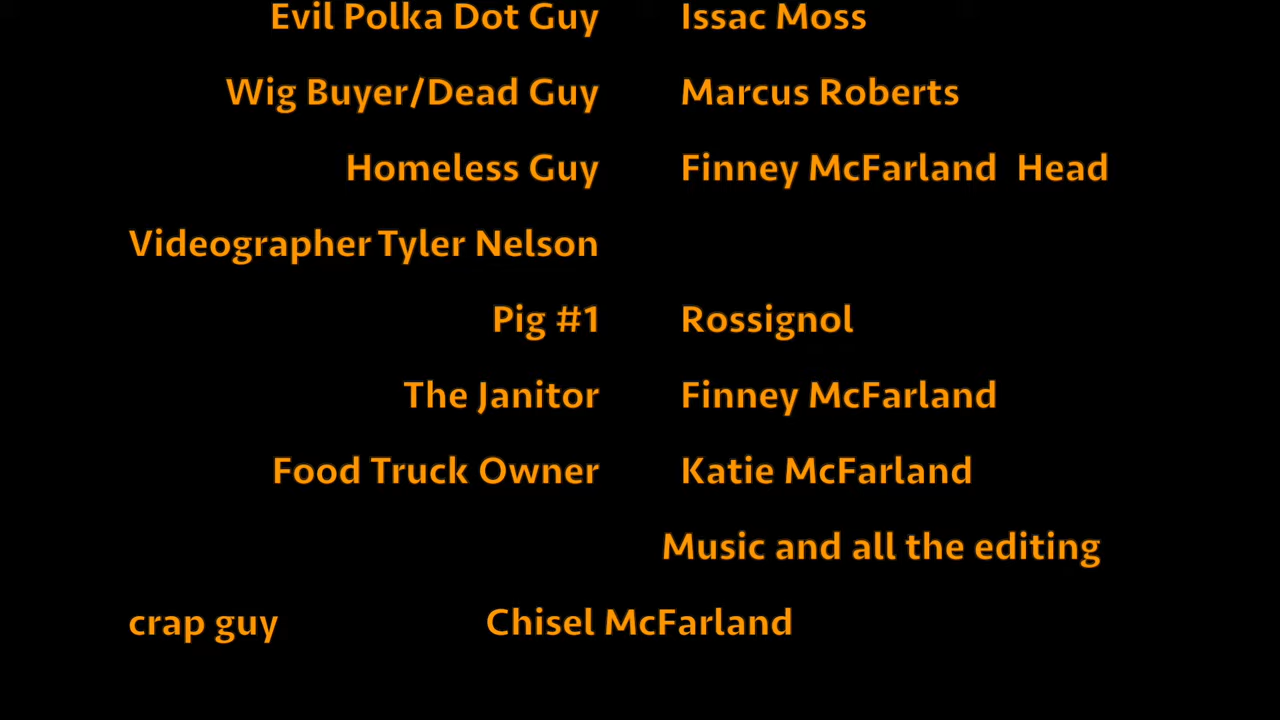 Evil Polka Dot Guy Issac Moss
Wig Buyer/Dead Guy Marcus Roberts
Homeless Guy Finney McFarland Head
Videographer Tyler Nelson
Pig #1 Rossignol
The Janitor Finney McFarland
Food Truck Owner Katie McFarland
Music and all the editing
crap guy Chisel McFarland